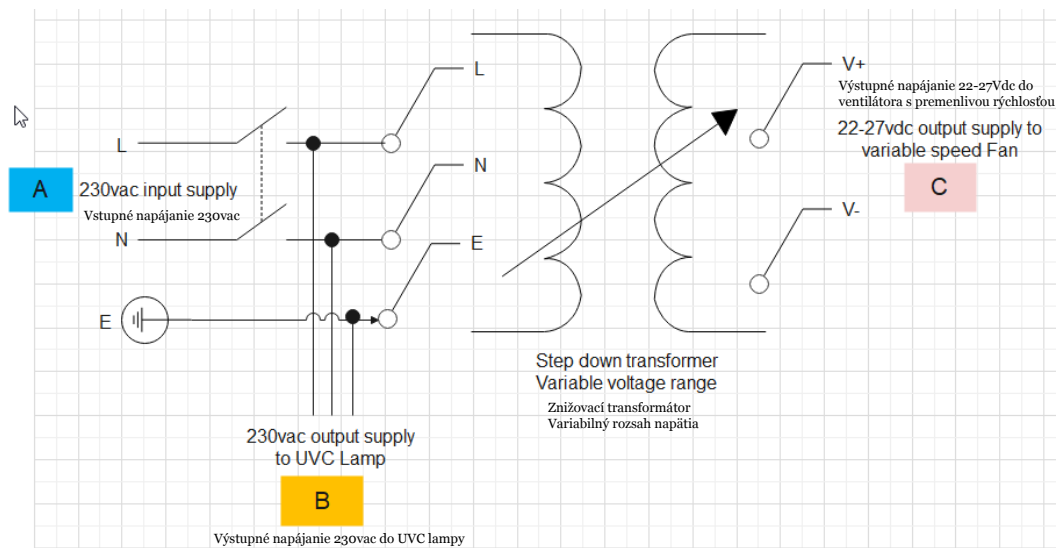 L
N
E
L
A
230vac input supply
Vstupné napájanie 230vac
N
E
V+
Výstupné napájanie 22-27Vdc do
ventilátora s premenlivou rýchlosťou
22-27vdc output supply to
variable speed Fan
C
V-
Step down transformer
Variable voltage range
Znižovací transformátor
Variabilný rozsah napätia
230vac output supply
to UVC Lamp
B
Výstupné napájanie 230vac do UVC lampy